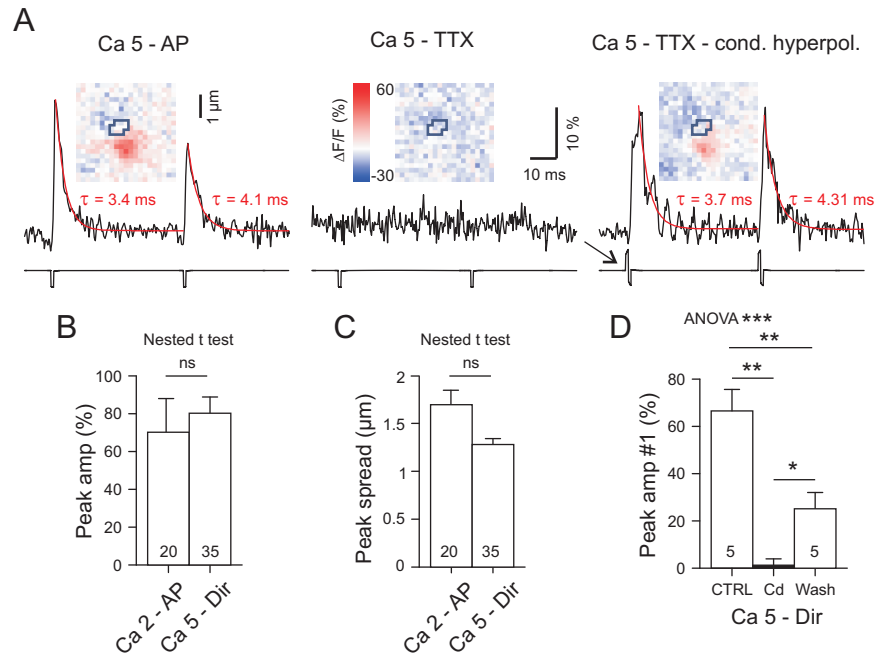 A
Ca 5 - AP
Ca 5 - TTX
Ca 5 - TTX - cond. hyperpol.
1 µm
60
ΔF/F (%)
-30
10 %
10 ms
τ = 3.4 ms
τ = 4.1 ms
τ = 3.7 ms
τ = 4.31 ms
B
Nested t test
ns
Peak amp (%)
100
80
60
40
20
0
20
35
Ca 2 - AP
Ca 5 - Dir
C
Nested t test
ns
Peak spread (µm)
2
1.5
1
0.5
0
20
35
Ca 2 - AP
Ca 5 - Dir
D
ANOVA ***
**
**
*
Peak amp #1 (%)
80
60
40
20
0
5
5
CTRL
Cd
Wash
Ca 5 - Dir